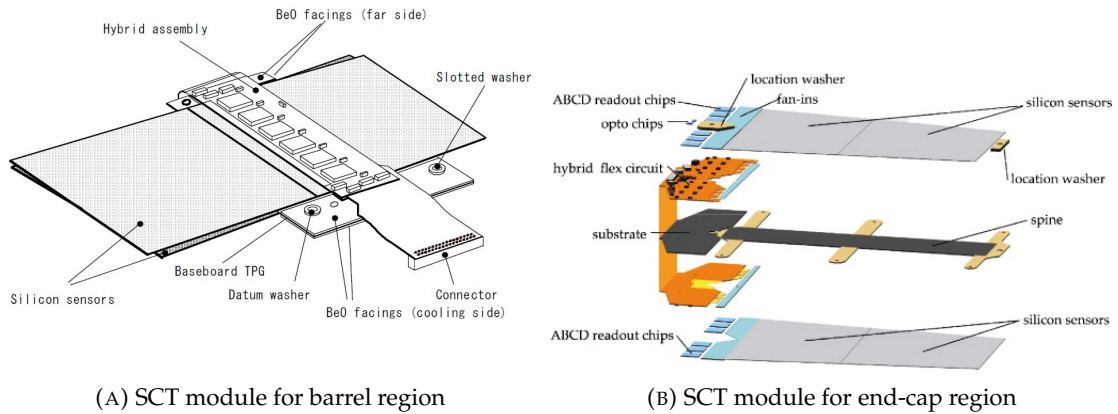 BeO facings (far side)
Hybrid assembly
Slotted washer
Silicon sensors
Baseboard TPG
Datum washer
BeO facings (cooling side)
Connector
(A) SCT module for barrel region
location washer
ABCD readout chips
fan-ins
silicon sensors
opto chips
hybrid flex circuit
location washer
substrate
spine
ABCD readout chips
silicon sensors
(B) SCT module for end-cap region